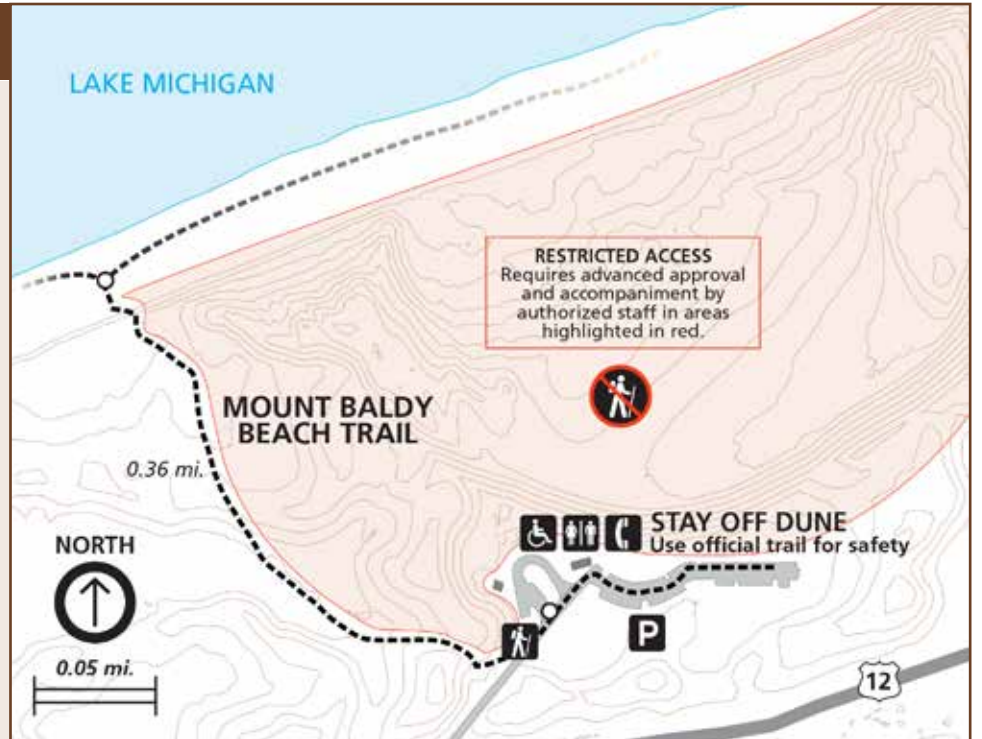 LAKE MICHIGAN
RESTRICTED ACCESS
Requires advanced approval
and accompaniment by
authorized staff in areas
highlighted in red.
MOUNT BALDY
BEACH TRAIL
0.36 mi.
STAY OFF DUNE
Use official trail for safety
NORTH
P
0.05 mi.
12